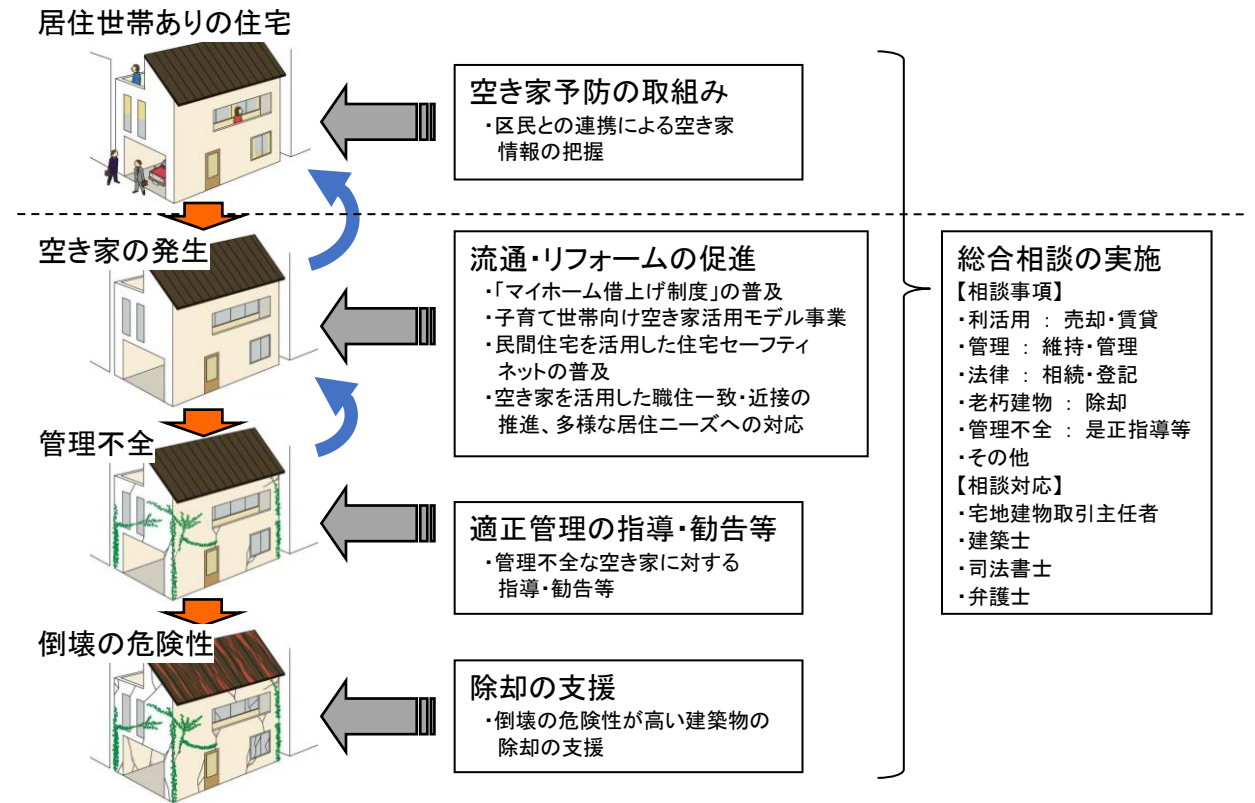 居住世帯ありの住宅
空き家予防の取組み
・区民との連携による空き家
情報の把握
空き家の発生
流通・リフォームの促進
・「マイホーム借上げ制度」の普及
・子育て世帯向け空き家活用モデル事業
・民間住宅を活用した住宅セーフティ
ネットの普及
・空き家を活用した職住一致・近接の
推進、多様な居住ニーズへの対応
管理不全
適正管理の指導・勧告等
・管理不全な空き家に対する
指導・勧告等
倒壊の危険性
除却の支援
・倒壊の危険性が高い建築物の
除却の支援
総合相談の実施
【相談事項】
・利活用 ： 売却・賃貸
・管理 ： 維持・管理
・法律 ： 相続・登記
・老朽建物 ： 除却
・管理不全 ： 是正指導等
・その他
【相談対応】
・宅地建物取引主任者
・建築士
・司法書士
・弁護士